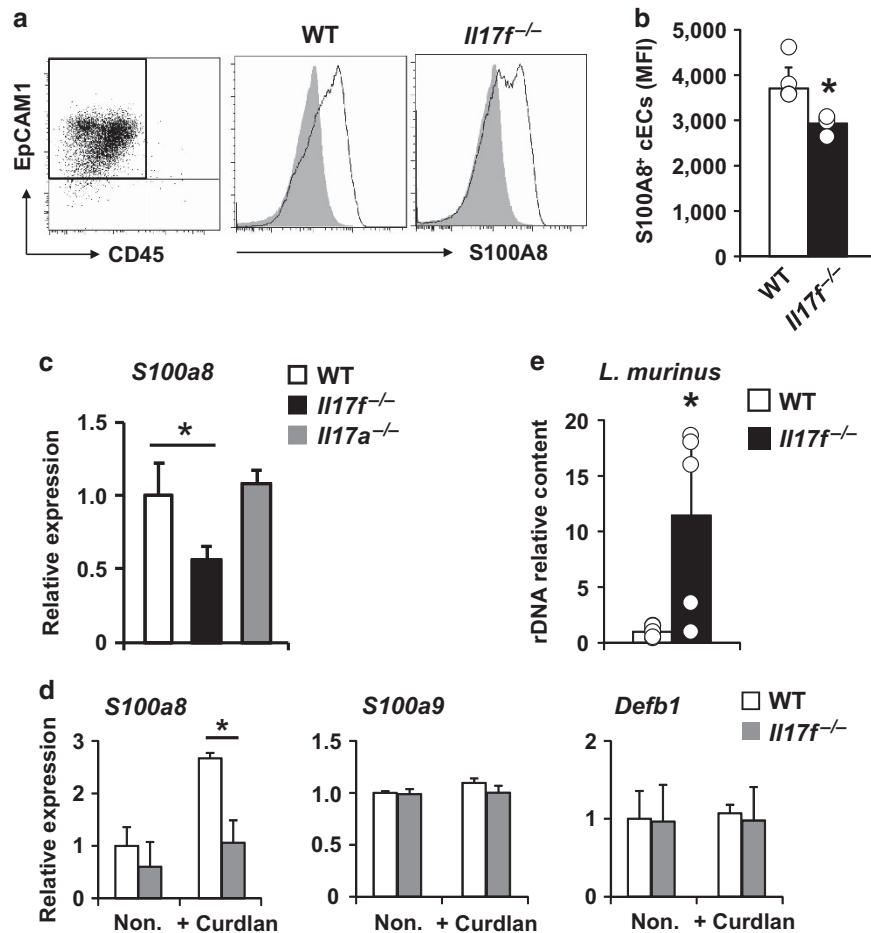 a
WT
Il17f–/–
EpCAM1
CD45
S100A8
b
S100A8+ cECs (MFI)
5,000
4,000
3,000
2,000
1,000
0
*
WT
Il17f–/–
c
S100a8
WT
Il17f–/–
Il17a–/–
Relative expression
1.5
1.0
0.5
0
*
e
L. murinus
WT
Il17f–/–
*
rDNA relative content
20
15
10
5
0
d
S100a8
Relative expression
3
2
1
0
*
Non. + Curdlan
S100a9
1.5
1.0
0.5
0
Non. + Curdlan
Defb1
WT
Il17f–/–
2
1
0
Non. + Curdlan